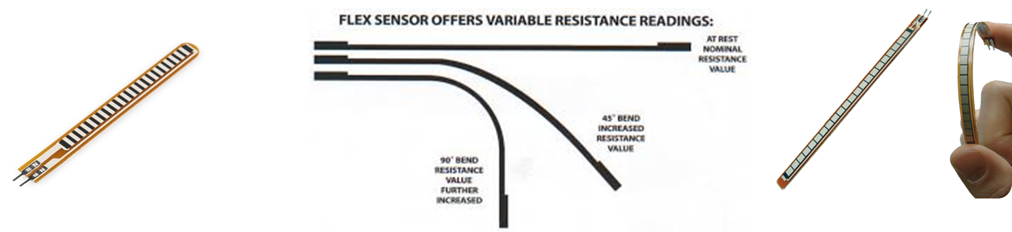 FLEX SENSOR OFFERS VARIABLE RESISTANCE READINGS:
AT REST
NOMINAL
RESISTANCE
VALUE
45° BEND
INCREASED
RESISTANCE
VALUE
90° BEND
RESISTANCE
VALUE
FURTHER
INCREASED